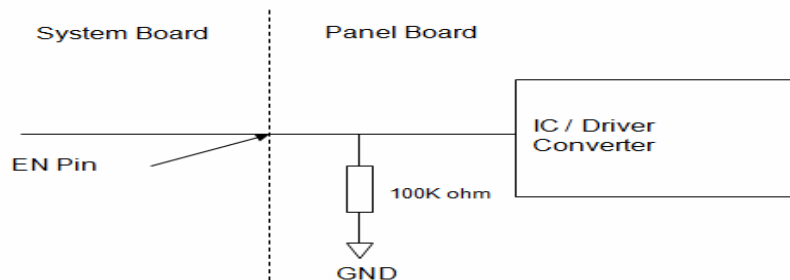 System Board
Panel Board
IC / Driver
Converter
EN Pin
100K ohm
GND